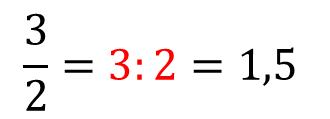 3/2 = 3: 2 = 1,5